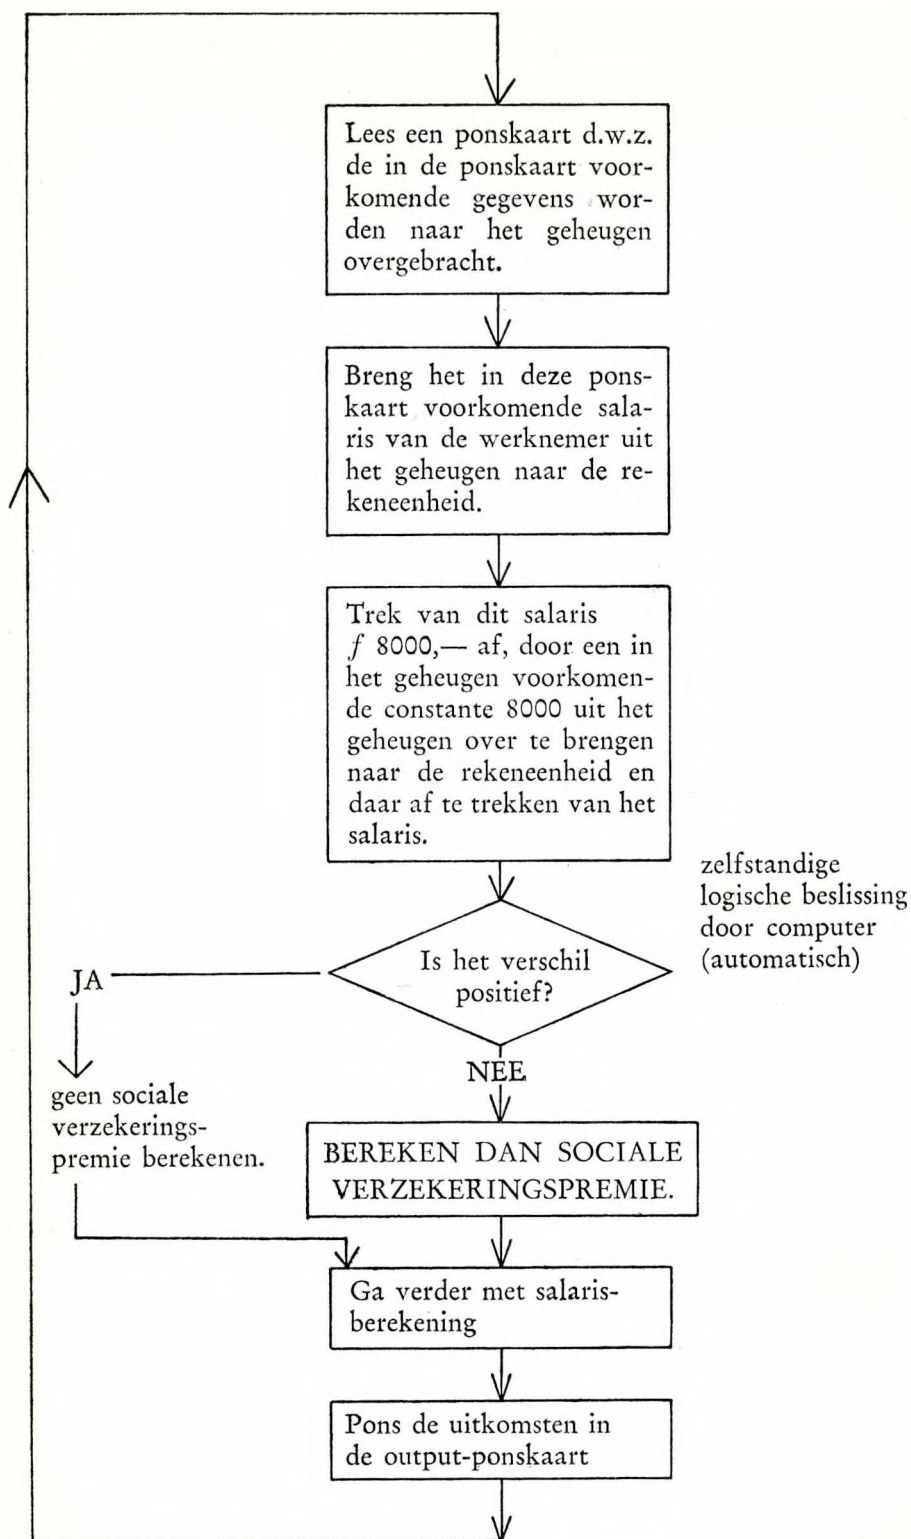 Lees een ponskaart d.w.z.
de in de ponskaart voor-
komende gegevens wor-
den naar het geheugen
overgebracht.
Breng het in deze pons-
kaart voorkomende sala-
ris van de werknemer uit
het geheugen naar de re-
keneenheid.
Trek van dit salaris
ƒ 8000,— af, door een in
het geheugen voorkomen-
de constante 8000 uit het
geheugen over te brengen
naar de rekeneenheid en
daar af te trekken van het
salaris.
zelfstandige
logische beslissing
door computer
(automatisch)
Is het verschil
positief?
JA
NEE
geen sociale
verzekerings-
premie berekenen.
BEREKEN DAN SOCIALE
VERZEKERINGSPREMIE.
Ga verder met salaris-
berekening
Pons de uitkomsten in
de output-ponskaart